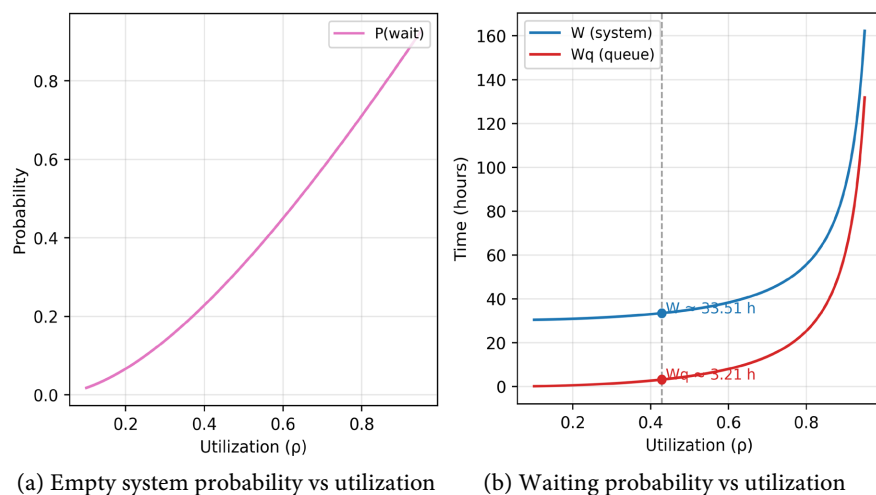 P(wait)
0.8
0.6
0.4
0.2
0.0
Probability
0.2 0.4 0.6 0.8
Utilization (ρ)
(a) Empty system probability vs utilization
W (system)
Wq (queue)
160
140
120
100
80
60
40
20
0
Time (hours)
W ~ 33.51 h
Wq ~ 3.21 h
0.2 0.4 0.6 0.8
Utilization (ρ)
(b) Waiting probability vs utilization